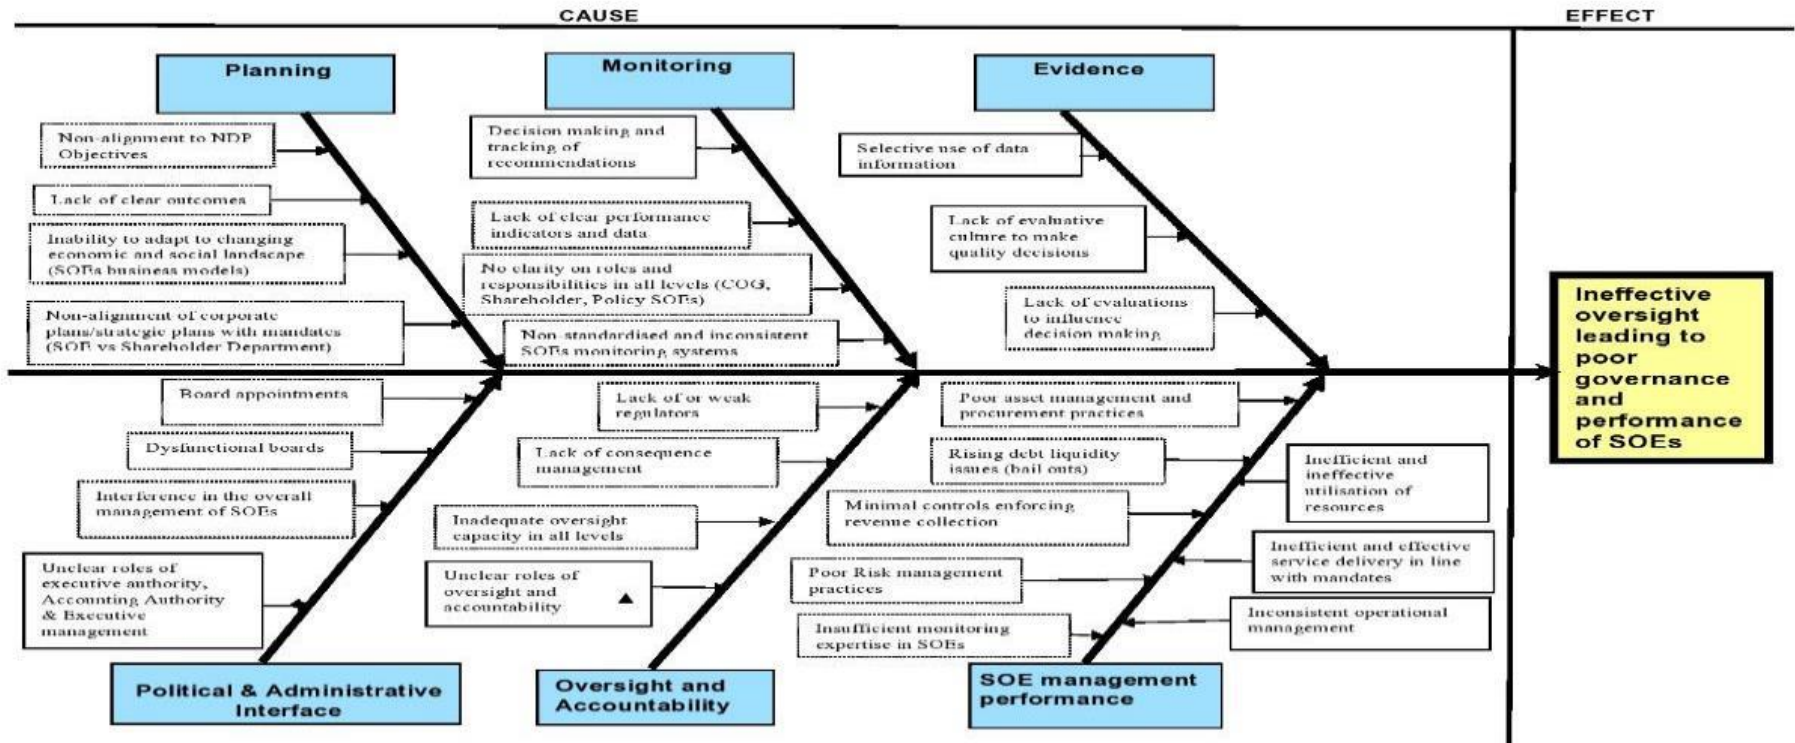 CAUSE
EFFECT
Planning
Non-alignment to NDP
Objectives
Lack of clear outcomes
Inability to adapt to changing
economic and social landscape
(SOEs business models)
Non-alignment of corporate
plans/strategic plans with mandates
(SOE vs Shareholder Department)
Monitoring
Decision making and
tracking of
recommendations
Lack of clear performance
indicators and data
No clarity on roles and
responsibilities in all levels (COG,
Shareholder, Policy SOEs)
Non-standardised and inconsistent
SOEs monitoring systems
Evidence
Selective use of data
information
Lack of evaluative
culture to make
quality decisions
Lack of evaluations
to influence
decision making
Ineffective
oversight
leading to
poor
governance
and
performance
of SOEs
Board appointments
Dysfunctional boards
Interference in the overall
management of SOEs
Unclear roles of
executive authority,
Accounting Authority
& Executive
management
Political & Administrative
Interface
Lack of or weak
regulators
Lack of consequence
management
Inadequate oversight
capacity in all levels
Unclear roles of
oversight and
accountability
Oversight and
Accountability
Poor asset management and
procurement practices
Rising debt liquidity
issues (bail outs)
Minimal controls enforcing
revenue collection
Poor Risk management
practices
Insufficient monitoring
expertise in SOEs
Inefficient and
ineffective
utilisation of
resources
Inefficient and effective
service delivery in line
with mandates
Inconsistent operational
management
SOE management
performance